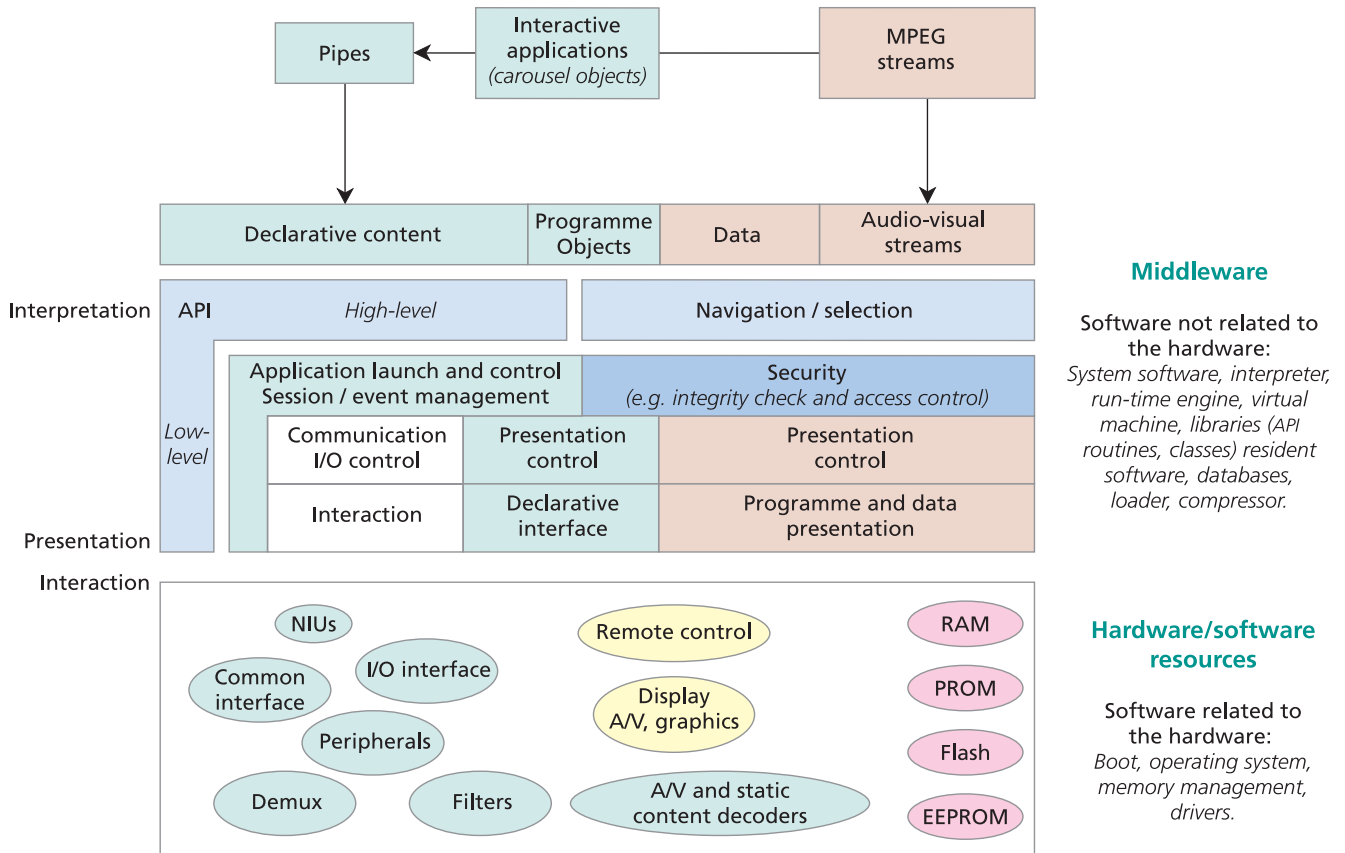 Pipes
Interactive
applications
(carousel objects)
MPEG
streams
Declarative content
Programme
Objects
Data
Audio-visual
streams
Interpretation
API
High-level
Navigation / selection
Low-
level
Application launch and control
Session / event management
Security
(e.g. integrity check and access control)
Communication
I/O control
Presentation
control
Presentation
control
Interaction
Declarative
interface
Programme and data
presentation
Presentation
Interaction
NIUs
Common
interface
I/O interface
Peripherals
Demux
Filters
Remote control
Display
A/V, graphics
A/V and static
content decoders
RAM
PROM
Flash
EEPROM
Middleware
Software not related to
the hardware:
System software, interpreter,
run-time engine, virtual
machine, libraries (API
routines, classes) resident
software, databases,
loader, compressor.
Hardware/software
resources
Software related to
the hardware:
Boot, operating system,
memory management,
drivers.